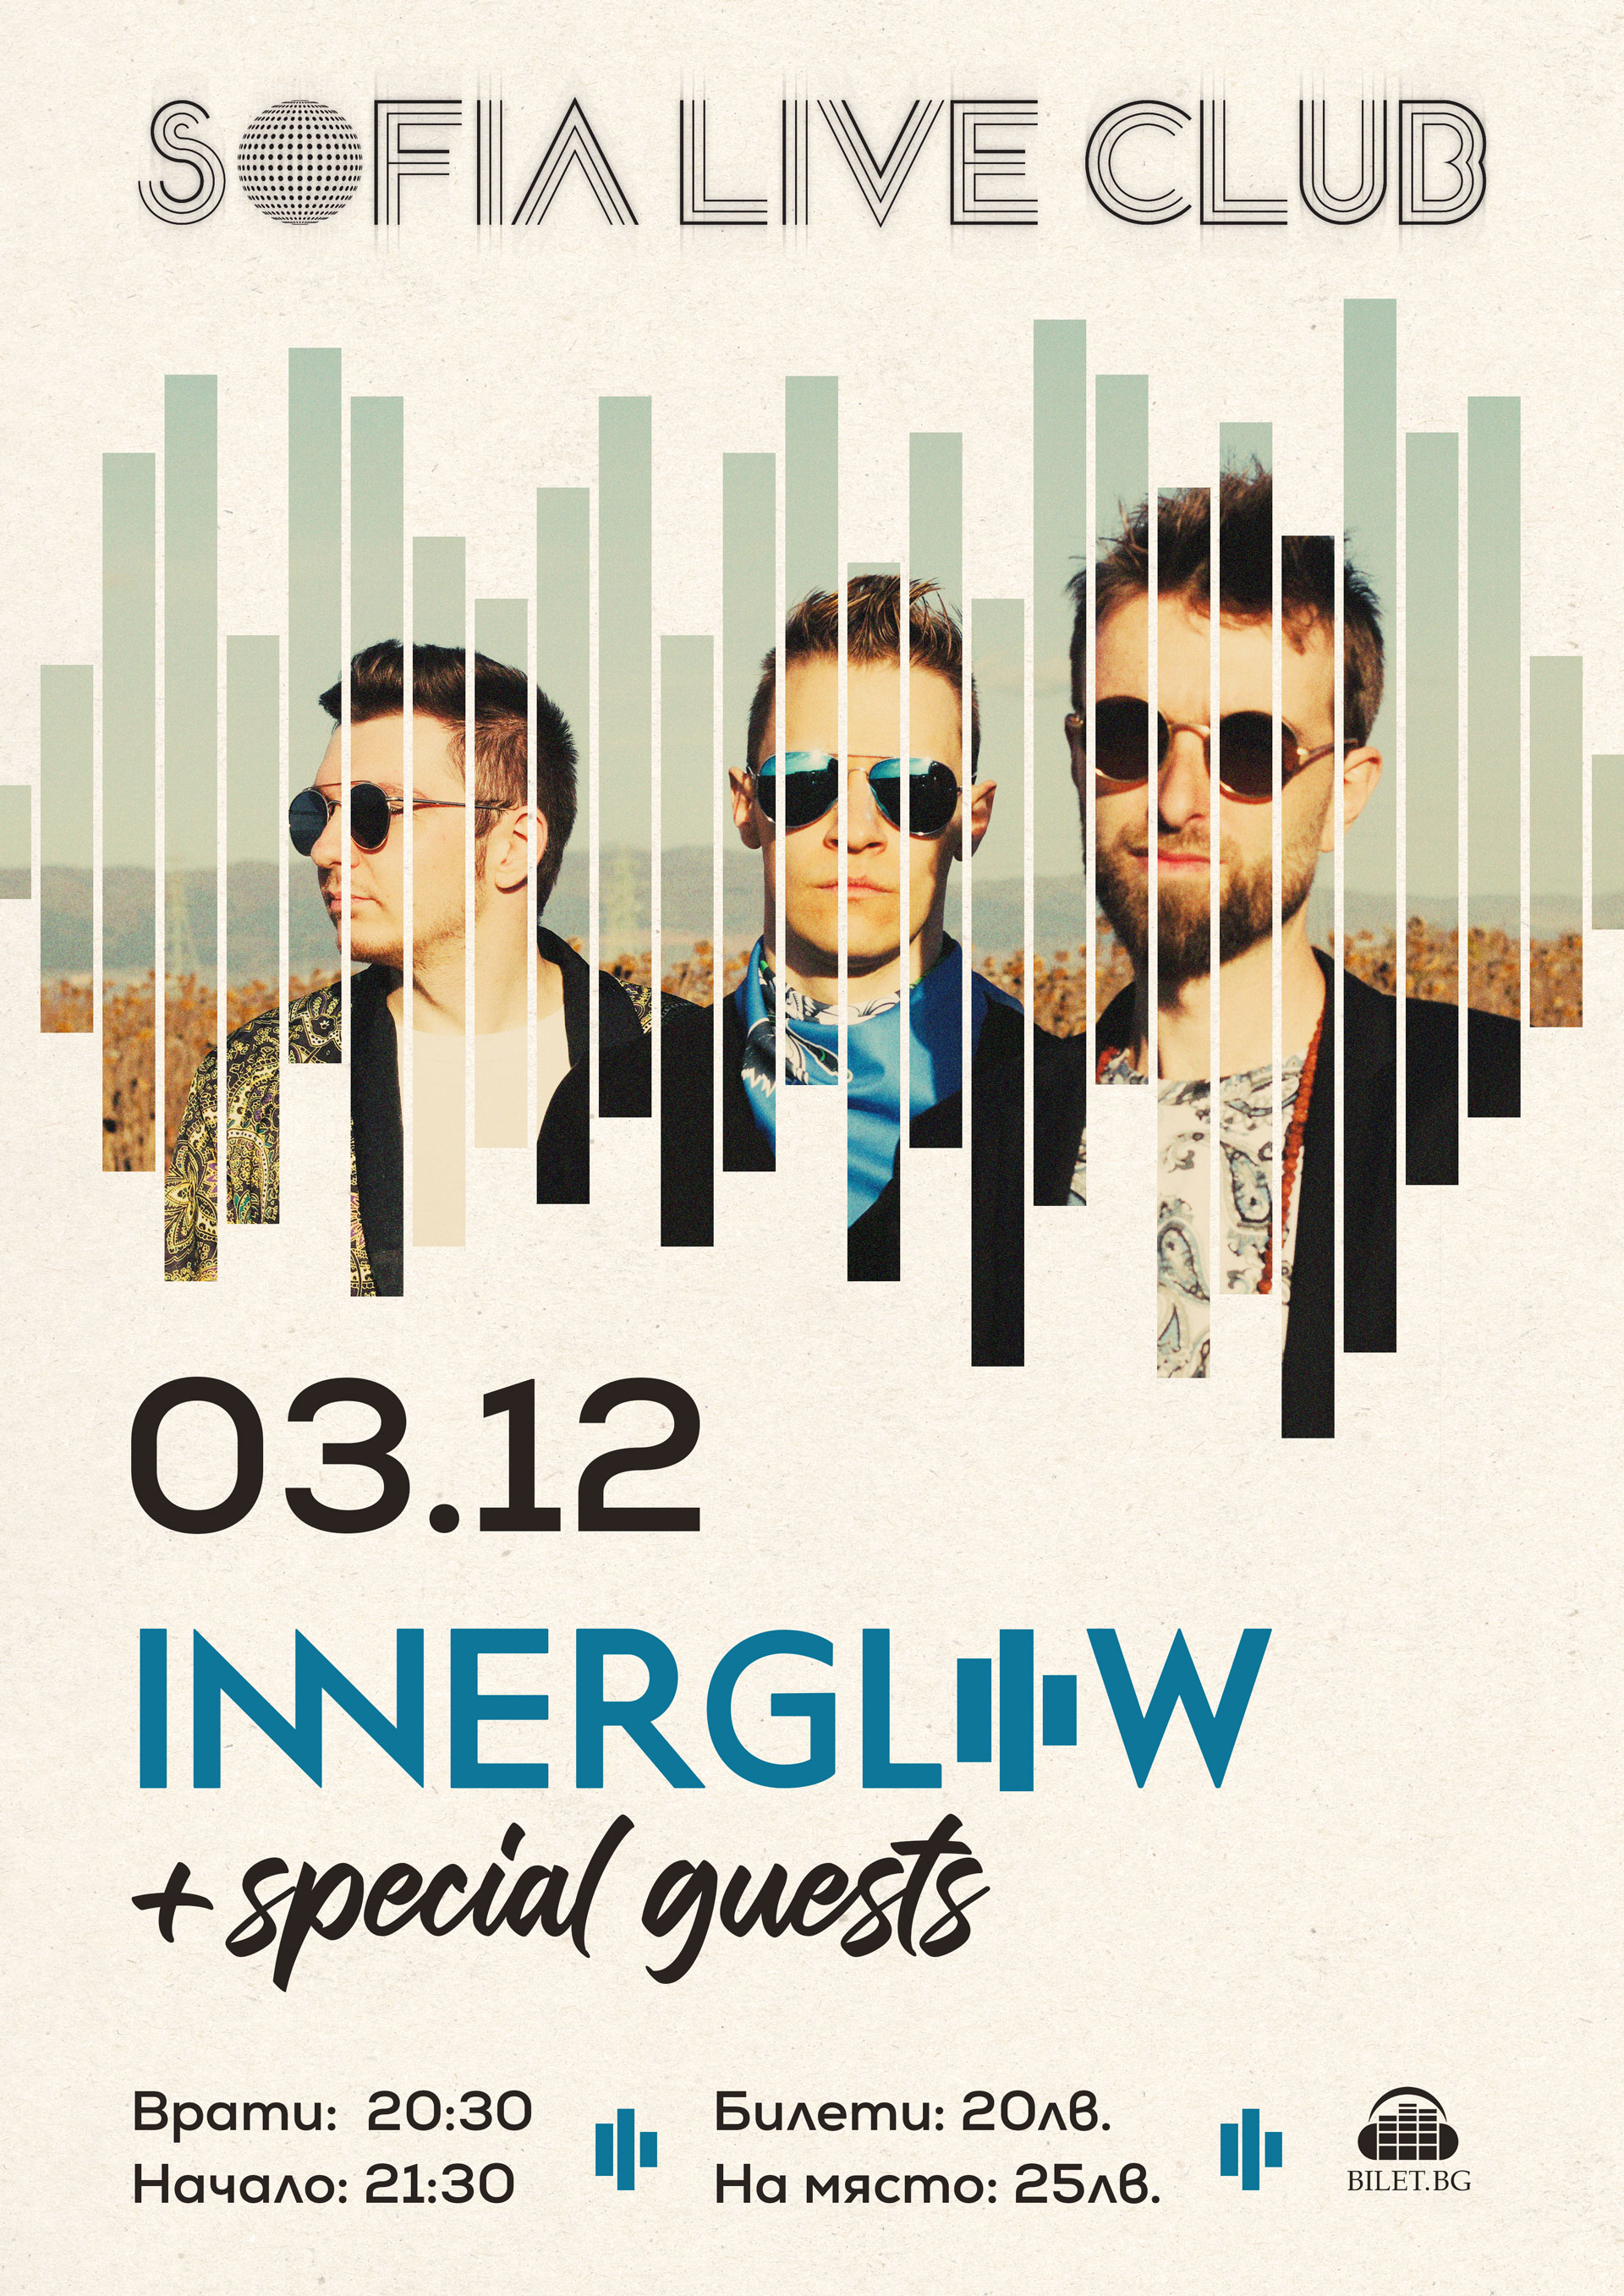 SOFIA LIVE CLUB
03.12
INNERGLOW
+ special guests
Врати: 20:30
Начало: 21:30
Билети: 20лв.
На място: 25лв.
BILET.BG